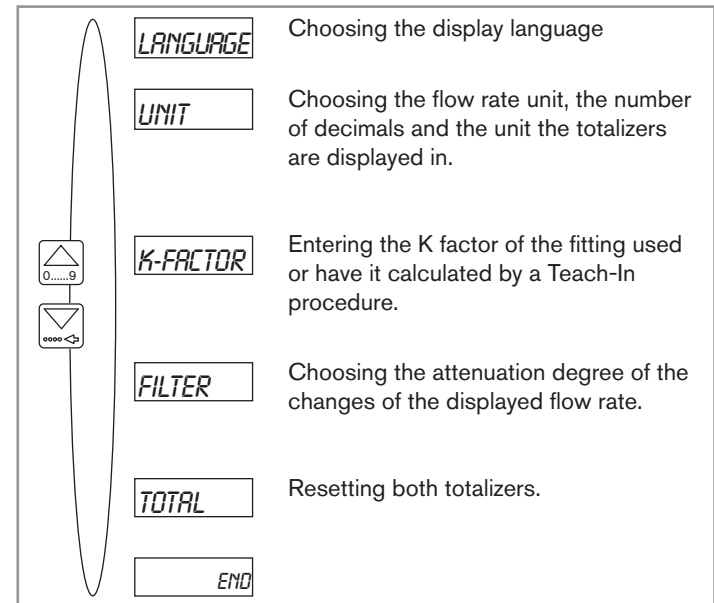 LANGUAGE
Choosing the display language
UNIT
Choosing the flow rate unit, the number
of decimals and the unit the totalizers
are displayed in.
0......9
K-FACTOR
Entering the K factor of the fitting used
or have it calculated by a Teach-In
procedure.
FILTER
Choosing the attenuation degree of the
changes of the displayed flow rate.
TOTAL
Resetting both totalizers.
END